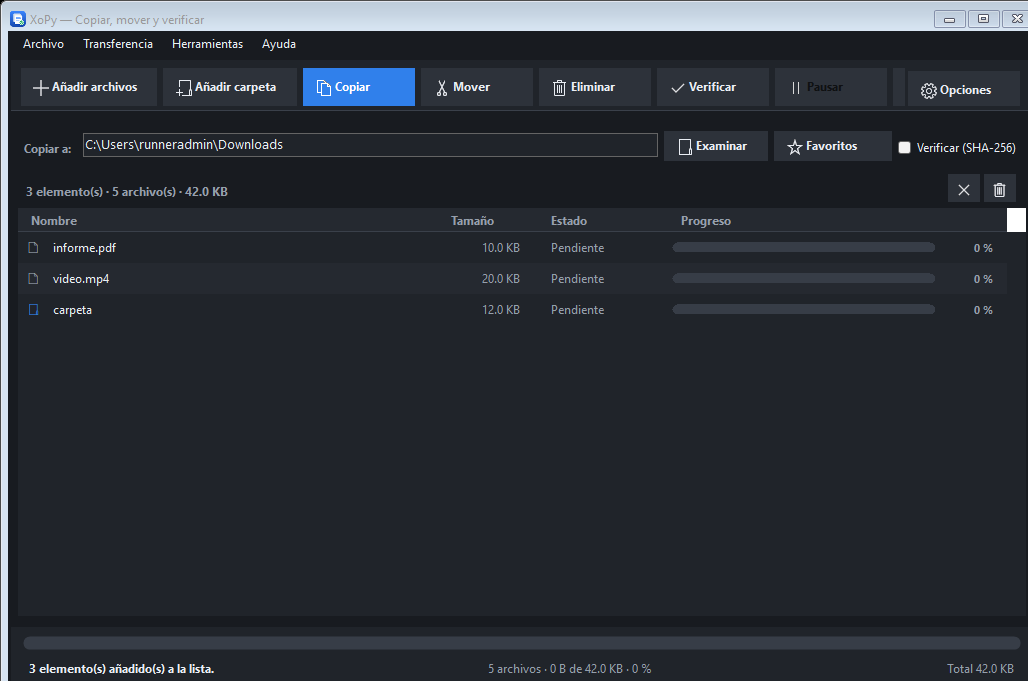 XoPy — Copiar, mover y verificar
Archivo Transferencia Herramientas Ayuda
Añadir archivos Añadir carpeta Copiar Mover Eliminar Verificar Pausar Opciones
Copiar a: C:\Users\runneradmin\Downloads Examinar Favoritos Verificar (SHA-256)
3 elemento(s) · 5 archivo(s) · 42.0 KB
Nombre Tamaño Estado Progreso
informe.pdf 10.0 KB Pendiente 0 %
video.mp4 20.0 KB Pendiente 0 %
carpeta 12.0 KB Pendiente 0 %
3 elemento(s) añadido(s) a la lista. 5 archivos · 0 B de 42.0 KB · 0 % Total 42.0 KB